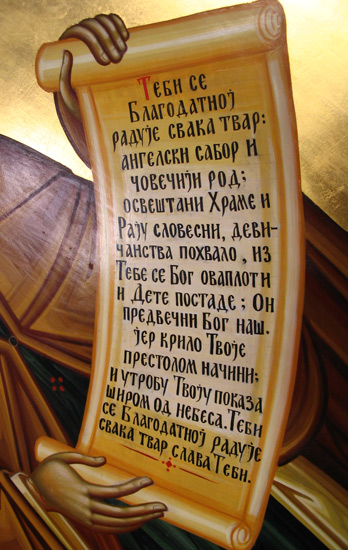 Теби се
Благодатној
радује свака твар:
ангелски сабор и
човечији род;
освештани Храме и
Рају словесни, деви-
чанства похвало, из
Тебе се Бог оваплоти
и Дете постаде; Он
предвечни Бог наш.
јер крило Твоје
престолом начини;
и утробу Твоју показа
широм од небеса. Теби
се Благодатној радује
свака твар слава Теби.